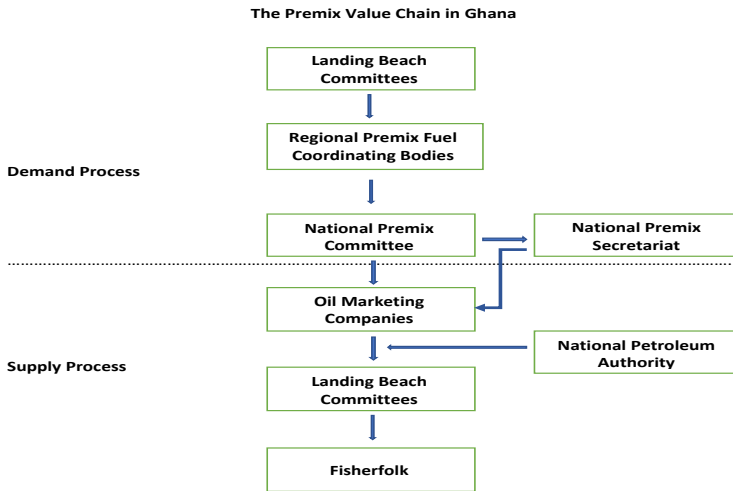 The Premix Value Chain in Ghana
Landing Beach
Committees
Regional Premix Fuel
Coordinating Bodies
Demand Process
National Premix
Committee
National Premix
Secretariat
Oil Marketing
Companies
National Petroleum
Authority
Supply Process
Landing Beach
Committees
Fisherfolk